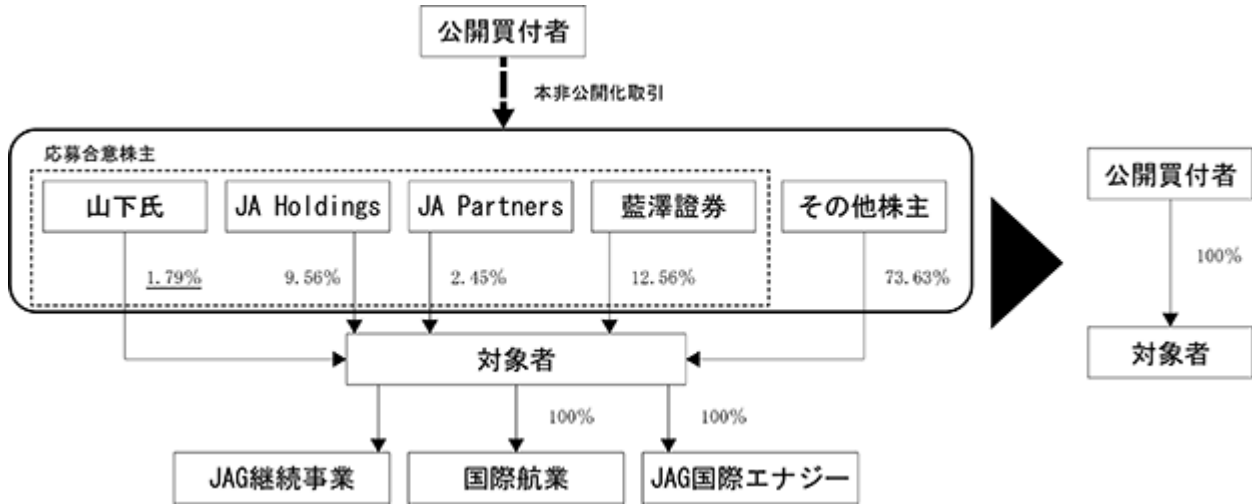 公開買付者
本非公開化取引
応募合意株主
山下氏
JA Holdings
JA Partners
藍澤證券
その他株主
1.79%
9.56%
2.45%
12.56%
73.63%
対象者
100%
100%
JAG継続事業
国際航業
JAG国際エナジー
公開買付者
100%
対象者